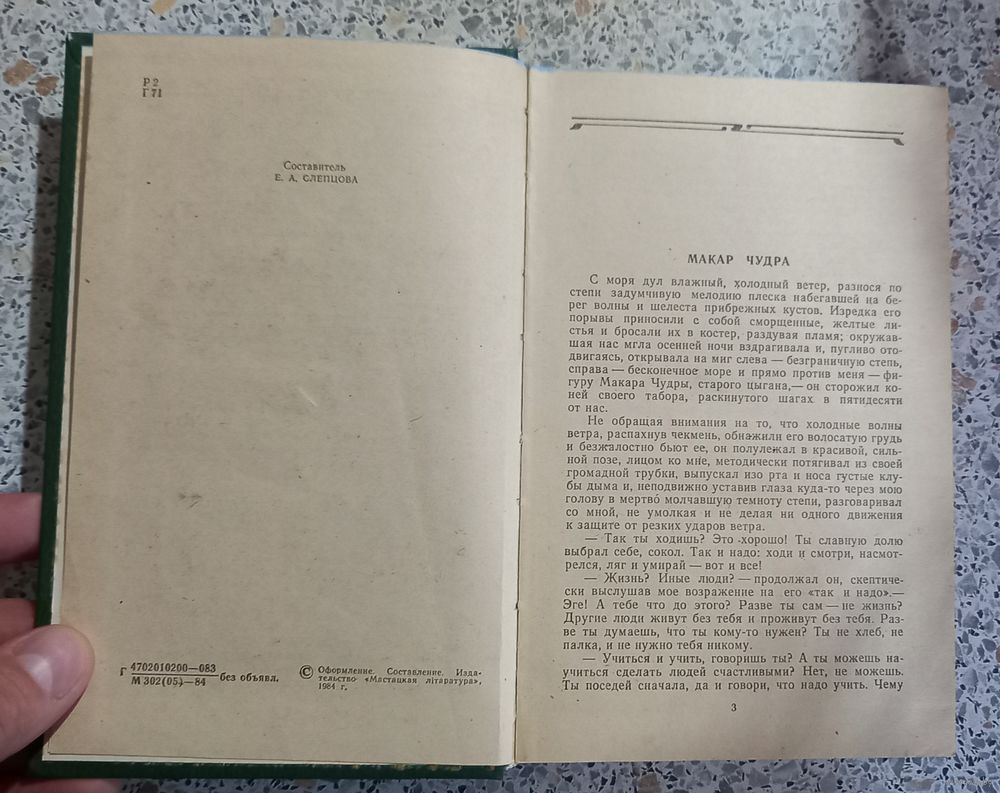 Р 2
Г 71
Составитель
Е. А. СЛЕПЦОВА
Г 4702010200—083
М 302(05)—84 без объявл.
© Оформление. Составление. Изда-
тельство «Мастацкая літаратура»,
1984 г.
МАКАР ЧУДРА
С моря дул влажный, холодный ветер, разнося по
степи задумчивую мелодию плеска набегавшей на бе-
рег волны и шелеста прибрежных кустов. Изредка его
порывы приносили с собой сморщенные, желтые ли-
стья и бросали их в костер, раздувая пламя; окружав-
шая нас мгла осенней ночи вздрагивала и, пугливо ото-
двигаясь, открывала на миг слева — безграничную степь,
справа — бесконечное море и прямо против меня — фи-
гуру Макара Чудры, старого цыгана,— он сторожил ко-
ней своего табора, раскинутого шагах в пятидесяти
от нас.
Не обращая внимания на то, что холодные волны
ветра, распахнув чекмень, обнажили его волосатую грудь
и безжалостно бьют ее, он полулежал в красивой, силь-
ной позе, лицом ко мне, методически потягивал из своей
громадной трубки, выпускал изо рта и носа густые клу-
бы дыма и, неподвижно уставив глаза куда-то через мою
голову в мертво молчавшую темноту степи, разговаривал
со мной, не умолкая и не делая ни одного движения
к защите от резких ударов ветра.
— Так ты ходишь? Это хорошо! Ты славную долю
выбрал себе, сокол. Так и надо: ходи и смотри, насмот-
релся, ляг и умирай — вот и все!
— Жизнь? Иные люди? — продолжал он, скептиче-
ски выслушав мое возражение на его «так и надо».—
Эге! А тебе что до этого? Разве ты сам — не жизнь?
Другие люди живут без тебя и проживут без тебя. Раз-
ве ты думаешь, что ты кому-то нужен? Ты не хлеб, не
палка, и не нужно тебя никому.
— Учиться и учить, говоришь ты? А ты можешь на-
учиться сделать людей счастливыми? Нет, не можешь.
Ты поседей сначала, да и говори, что надо учить. Чему
3